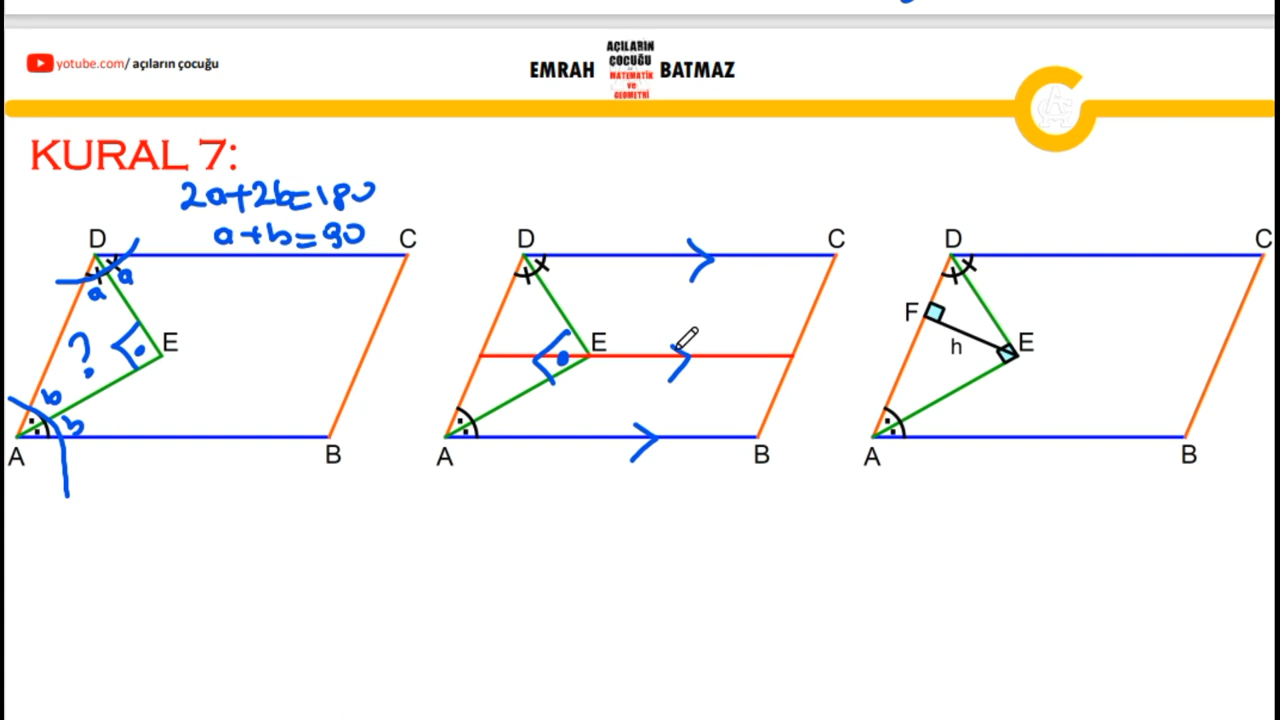 yotube.com/ açıların çocuğu
EMRAH
AÇILARIN
ÇOCUĞU
MATEMATİK
ve
GEOMETRİ
BATMAZ
KURAL 7:
2a+2b=180
a+b=90
D
C
a
a
E
?
b
b
A
B
D
C
E
A
B
D
C
F
E
h
A
B